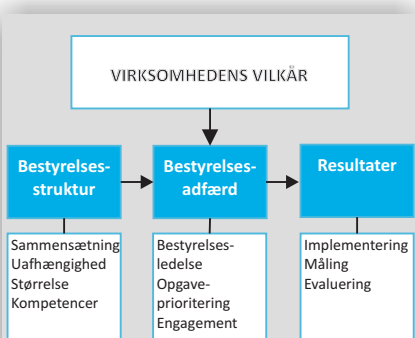 VIRKSOMHEDENS VILKÅR
Bestyrelses-
struktur
Bestyrelses-
adfærd
Resultater
Sammensætning
Uafhængighed
Størrelse
Kompetencer
Bestyrelses-
ledelse
Opgave-
prioritering
Engagement
Implementering
Måling
Evaluering